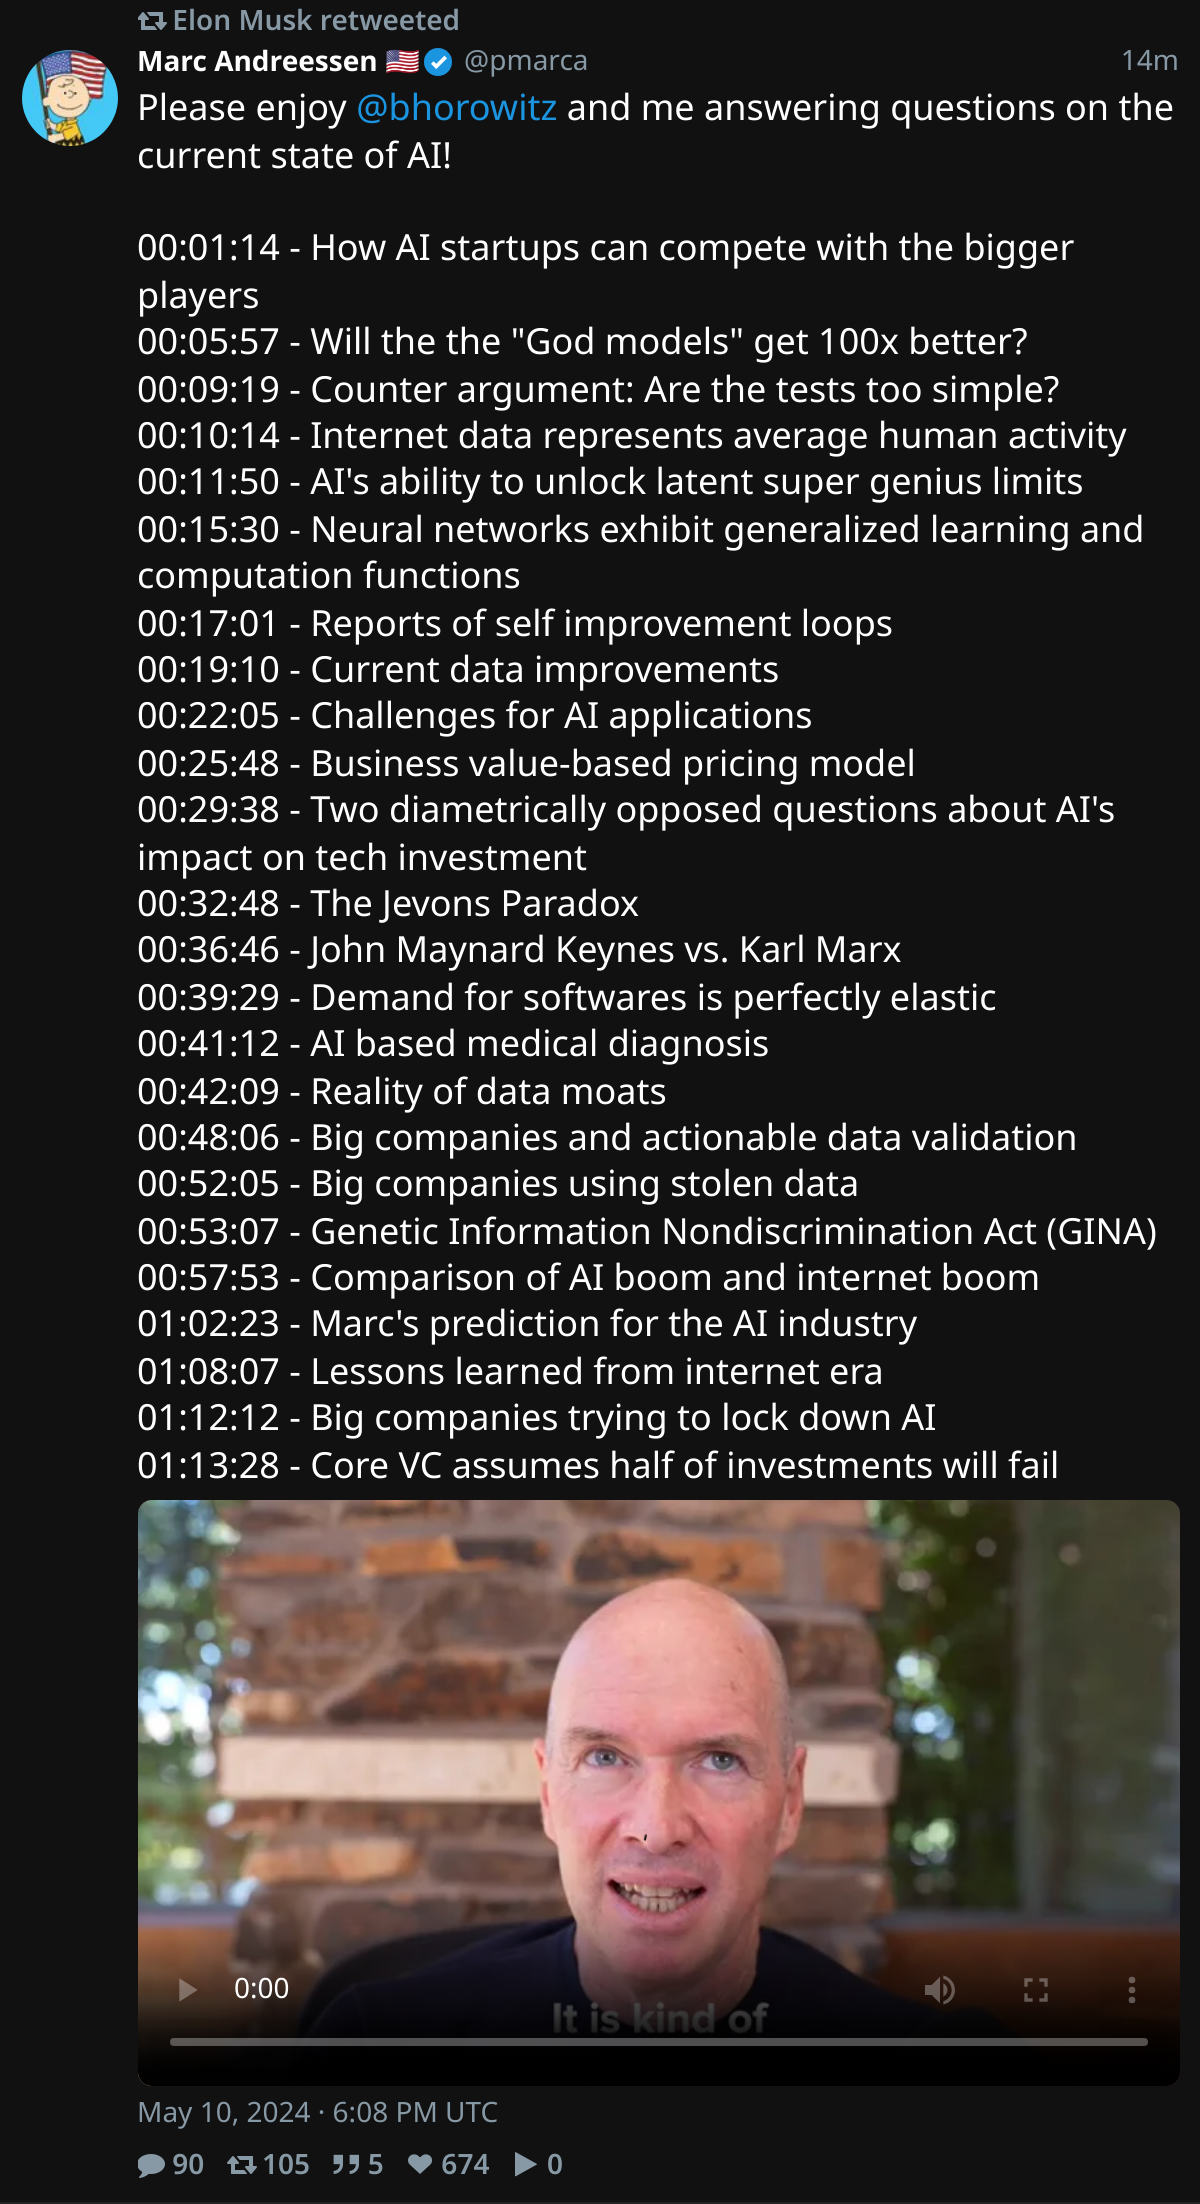 Elon Musk retweeted
Marc Andreessen 🇺🇸 @pmarca 14m
Please enjoy @bhorowitz and me answering questions on the
current state of AI!
00:01:14 - How AI startups can compete with the bigger
players
00:05:57 - Will the the "God models" get 100x better?
00:09:19 - Counter argument: Are the tests too simple?
00:10:14 - Internet data represents average human activity
00:11:50 - AI's ability to unlock latent super genius limits
00:15:30 - Neural networks exhibit generalized learning and
computation functions
00:17:01 - Reports of self improvement loops
00:19:10 - Current data improvements
00:22:05 - Challenges for AI applications
00:25:48 - Business value-based pricing model
00:29:38 - Two diametrically opposed questions about AI's
impact on tech investment
00:32:48 - The Jevons Paradox
00:36:46 - John Maynard Keynes vs. Karl Marx
00:39:29 - Demand for softwares is perfectly elastic
00:41:12 - AI based medical diagnosis
00:42:09 - Reality of data moats
00:48:06 - Big companies and actionable data validation
00:52:05 - Big companies using stolen data
00:53:07 - Genetic Information Nondiscrimination Act (GINA)
00:57:53 - Comparison of AI boom and internet boom
01:02:23 - Marc's prediction for the AI industry
01:08:07 - Lessons learned from internet era
01:12:12 - Big companies trying to lock down AI
01:13:28 - Core VC assumes half of investments will fail
0:00
It is kind of
May 10, 2024 · 6:08 PM UTC
90 105 5 674 0